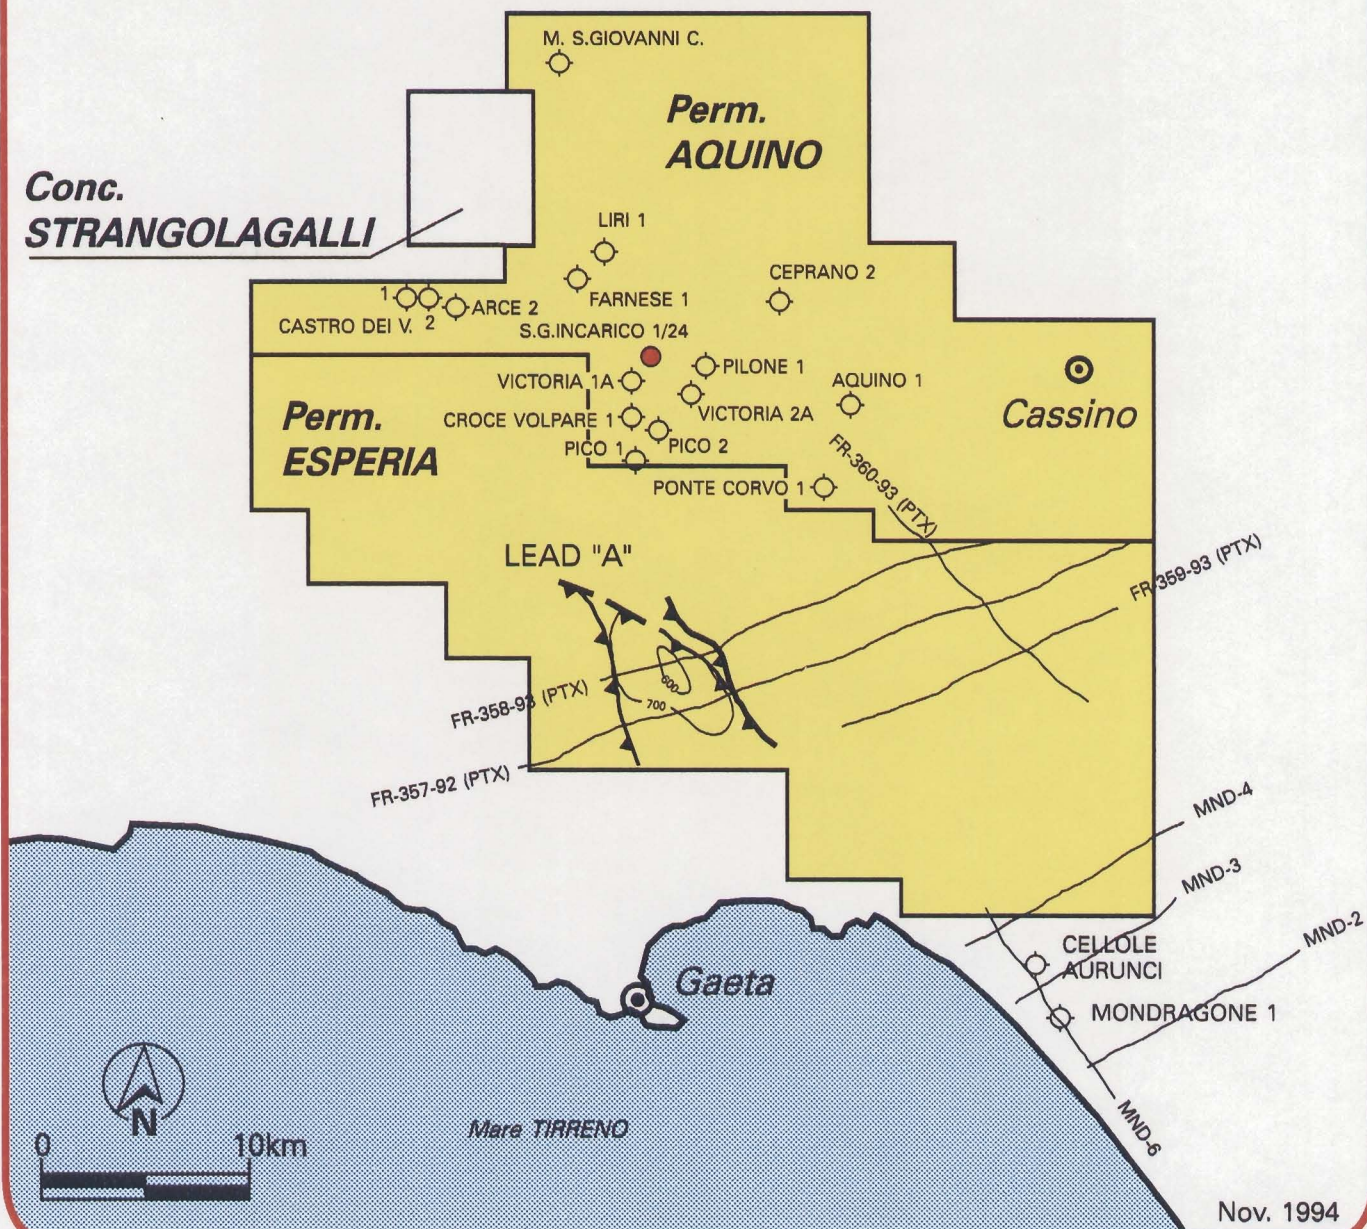 M. S.GIOVANNI C.
Perm.
AQUINO
Conc.
STRANGOLAGALLI
LIRI 1
FARNESE 1
CEPRANO 2
1
CASTRO DEI V. 2
ARCE 2
S.G.INCARICO 1/24
PILONE 1
VICTORIA 1A
VICTORIA 2A
AQUINO 1
Cassino
CROCE VOLPARE 1
PICO 1
PICO 2
Perm.
ESPERIA
PONTE CORVO 1
FR-360-93 (PTX)
LEAD "A"
FR-359-93 (PTX)
600
700
FR-358-93 (PTX)
FR-357-92 (PTX)
MND-4
MND-3
MND-2
CELLOLE
AURUNCI
MONDRAGONE 1
MND-6
Gaeta
Mare TIRRENO
N
0 10km
Nov. 1994